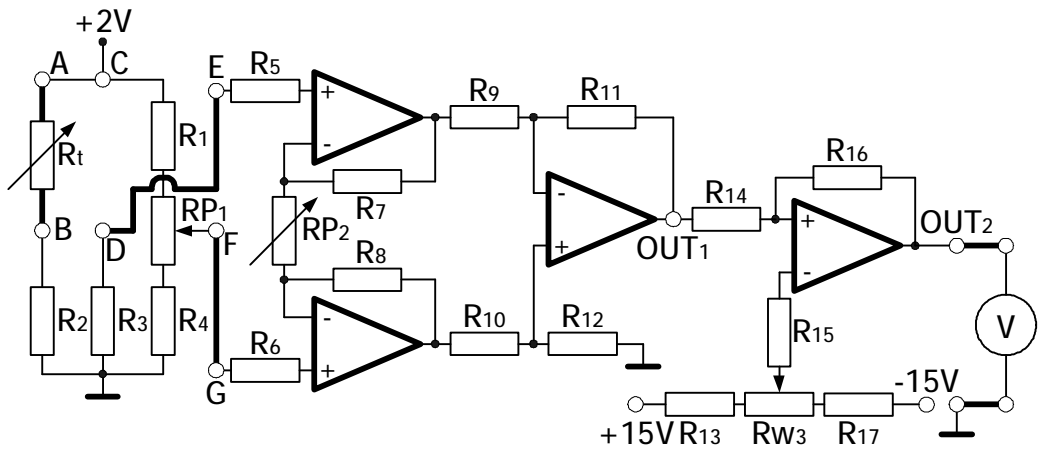 +2V
A C E R5 + R9 R11
R1 -
Rt R7 - R14 R16
RP1 RP2 + OUT1 + OUT2
B D F R8 -
R2 R3 R4 R6 - R10 R12 R15 V
G +
+15V R13 RW3 R17 -15V